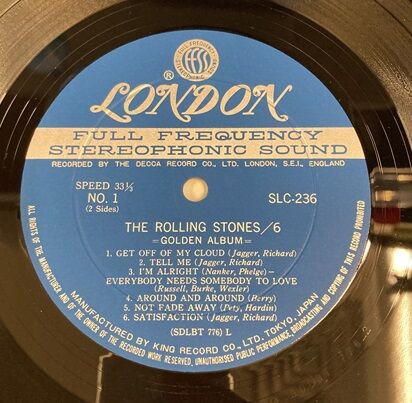 FULL FREQUENCY
STEREOPHONIC
SOUND
FFSS
®
LONDON
FULL FREQUENCY
STEREOPHONIC SOUND
RECORDED BY THE DECCA RECORD CO., LTD. LONDON, S.E.I., ENGLAND
SPEED 33⅓
NO. 1
SLC-236
(2 Sides)
THE ROLLING STONES/6
=GOLDEN ALBUM=
1. GET OFF OF MY CLOUD (Jagger, Richard)
2. TELL ME (Jagger, Richard)
3. I'M ALRIGHT (Nanker, Phelge)–
EVERYBODY NEEDS SOMEBODY TO LOVE
(Russell, Burke, Wexler)
4. AROUND AND AROUND (Berry)
5. NOT FADE AWAY (Pety, Hardin)
6. SATISFACTION (Jagger, Richard)
(SDLBT 776) L
MANUFACTURED BY KING RECORD CO., LTD. TOKYO, JAPAN
ALL RIGHTS OF THE MANUFACTURER AND OF THE OWNER OF THE RECORDED WORK RESERVED, UNAUTHORISED PUBLIC PERFORMANCE, BROADCASTING AND COPYING OF THIS RECORD PROHIBITED